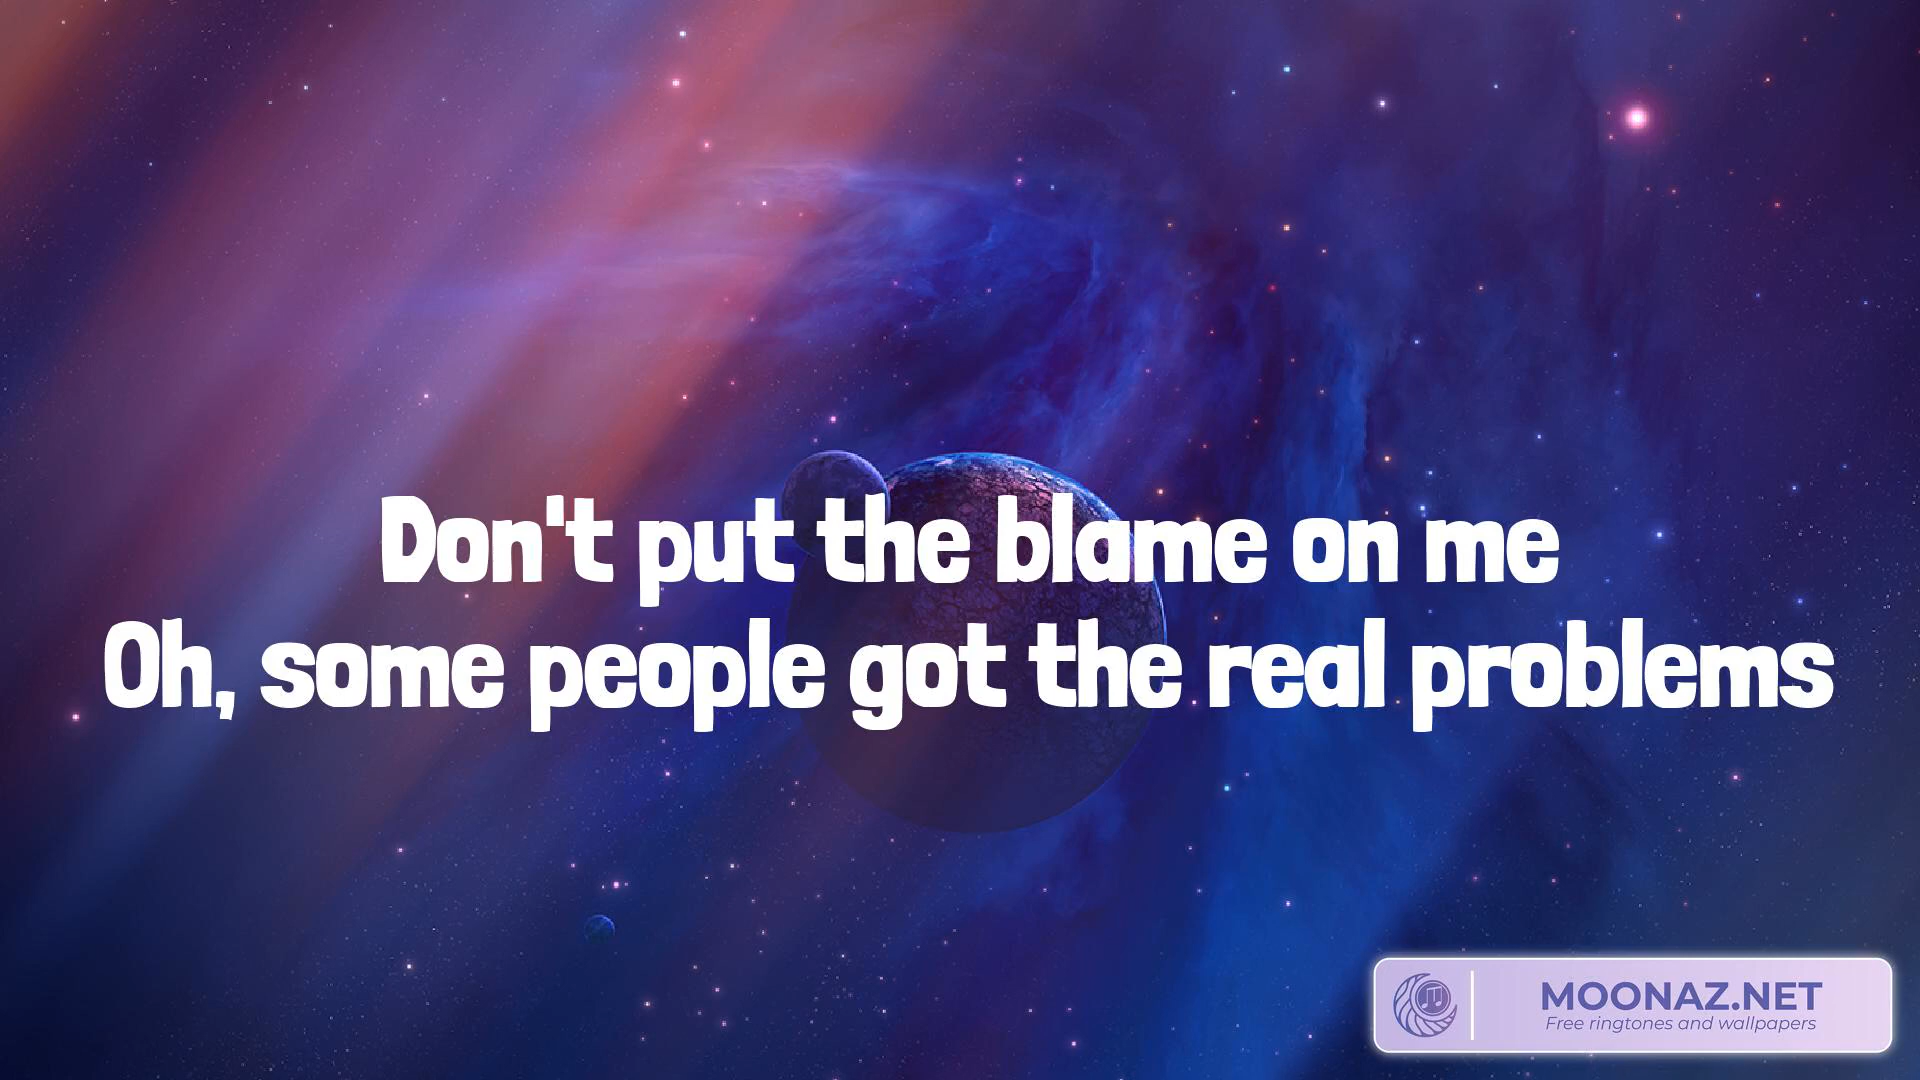 Don't put the blame on me
Oh, some people got the real problems
MOONAZ.NET
Free ringtones and wallpapers